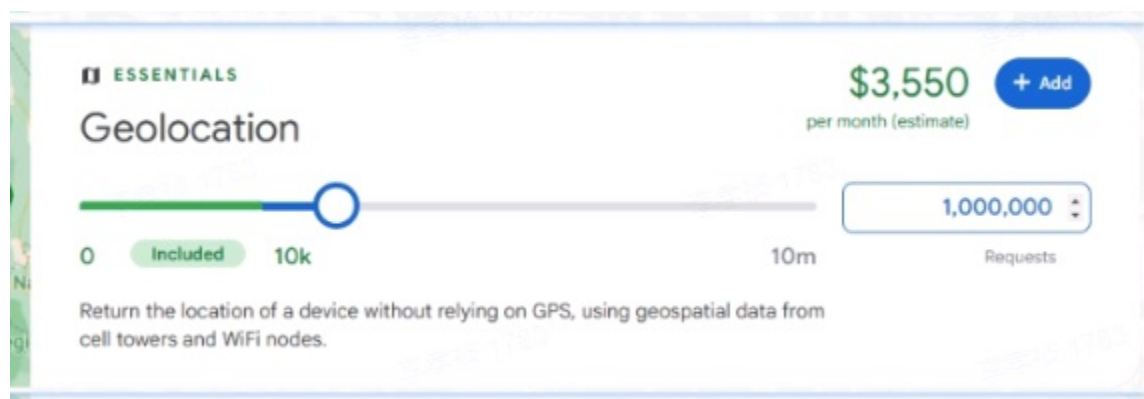 ESSENTIALS
$3,550
+ Add
Geolocation
per month (estimate)
1,000,000
0
Included
10k
10m
Requests
Return the location of a device without relying on GPS, using geospatial data from
cell towers and WiFi nodes.